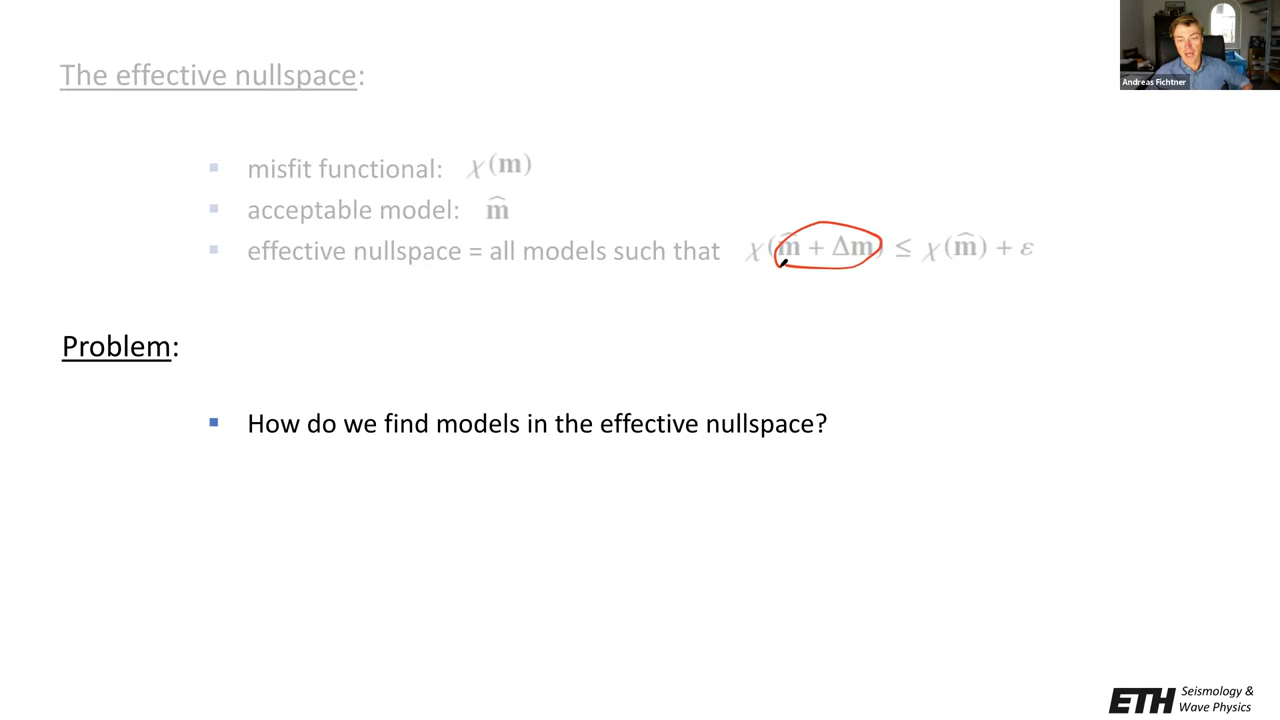 Andreas Fichtner
The effective nullspace:
▪ misfit functional: χ(m)
▪ acceptable model: m̂
▪ effective nullspace = all models such that χ(m̂ + Δm) ≤ χ(m̂) + ε
Problem:
▪ How do we find models in the effective nullspace?
ETH Seismology &
Wave Physics